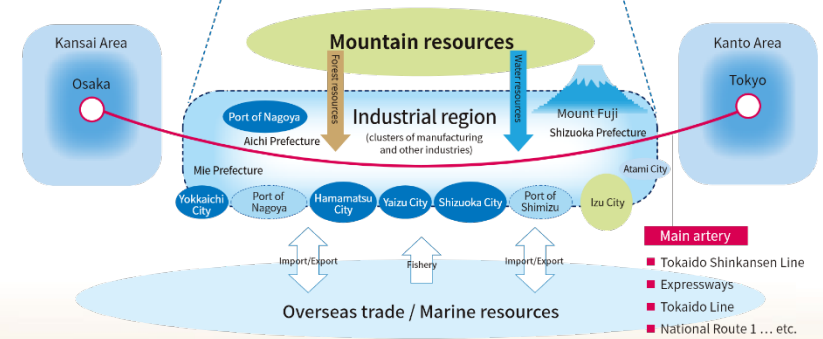 Kansai Area
Osaka
Mountain resources
Kanto Area
Tokyo
Forest resources
Water resources
Port of Nagoya
Aichi Prefecture
Mie Prefecture
Industrial region
(clusters of manufacturing
and other industries)
Mount Fuji
Shizuoka Prefecture
Atami City
Yokkaichi
City
Port of
Nagoya
Hamamatsu
City
Yaizu City
Shizuoka City
Port of
Shimizu
Izu City
Import/Export
Fishery
Import/Export
Overseas trade / Marine resources
Main artery
Tokaido Shinkansen Line
Expressways
Tokaido Line
National Route 1 … etc.